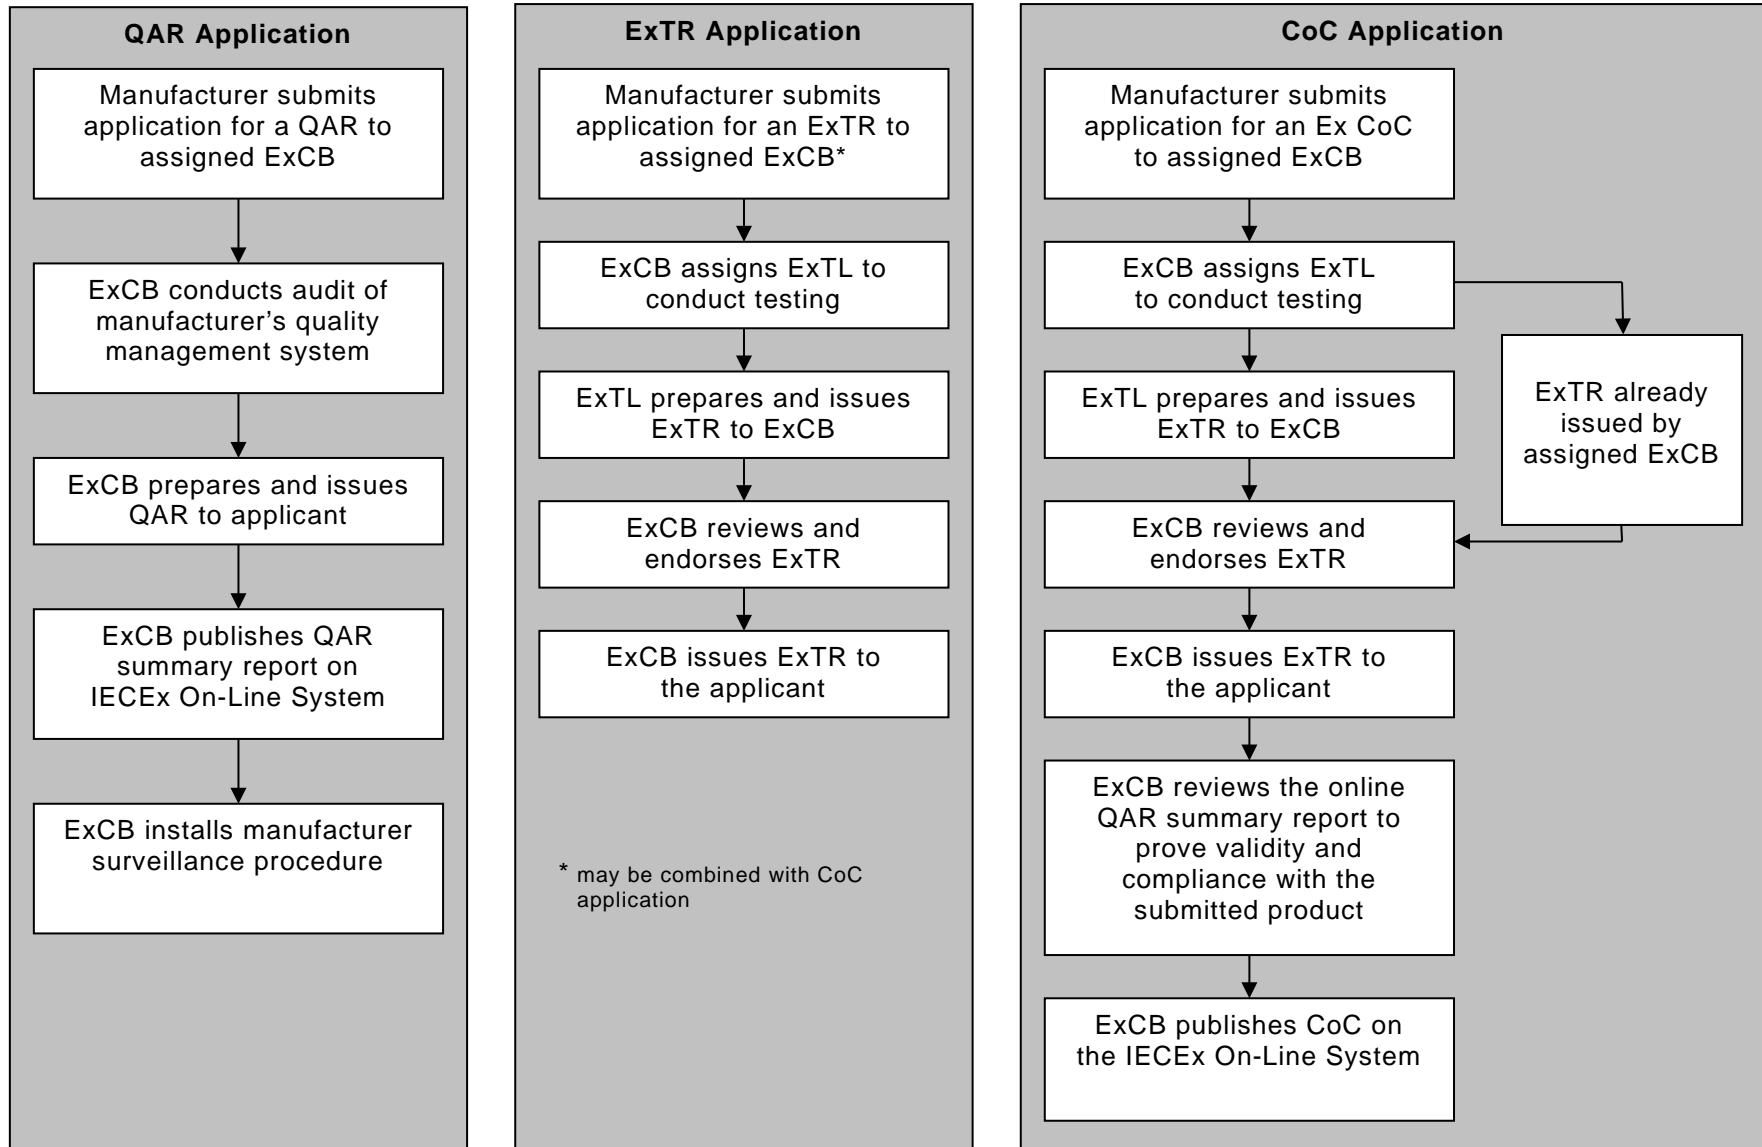 QAR Application
Manufacturer submits
application for a QAR to
assigned ExCB
ExCB conducts audit of
manufacturer’s quality
management system
ExCB prepares and issues
QAR to applicant
ExCB publishes QAR
summary report on
IECEx On-Line System
ExCB installs manufacturer
surveillance procedure
ExTR Application
Manufacturer submits
application for an ExTR to
assigned ExCB*
ExCB assigns ExTL to
conduct testing
ExTL prepares and issues
ExTR to ExCB
ExCB reviews and
endorses ExTR
ExCB issues ExTR to
the applicant
* may be combined with CoC
application
CoC Application
Manufacturer submits
application for an Ex CoC
to assigned ExCB
ExCB assigns ExTL
to conduct testing
ExTL prepares and issues
ExTR to ExCB
ExTR already
issued by
assigned ExCB
ExCB reviews and
endorses ExTR
ExCB issues ExTR to
the applicant
ExCB reviews the online
QAR summary report to
prove validity and
compliance with the
submitted product
ExCB publishes CoC on
the IECEx On-Line System